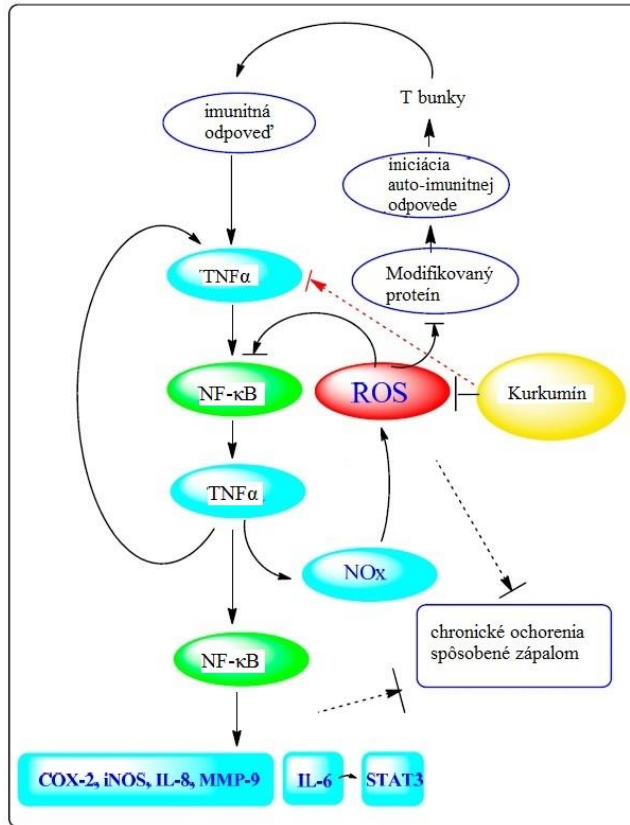 T bunky
imunitná
odpoveď
iniciácia
auto-imunitnej
odpovede
TNFα
Modifikovaný
proteín
NF-κB
ROS
Kurkumín
TNFα
NOx
chronické ochorenia
spôsobené zápalom
NF-κB
COX-2, iNOS, IL-8, MMP-9
IL-6
STAT3